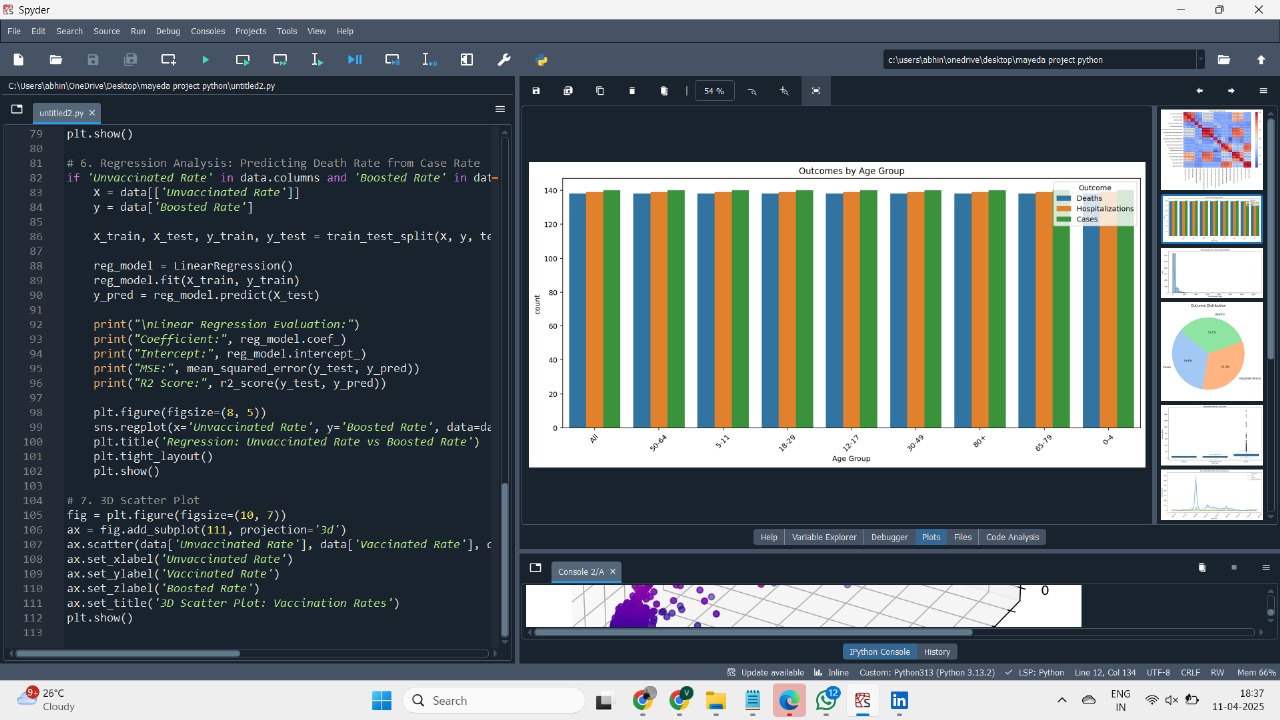 Spyder
File Edit Search Source Run Debug Consoles Projects Tools View Help
c:\users\abhin\onedrive\desktop\mayeda project python
C:\Users\abhin\OneDrive\Desktop\mayeda project python\untitled2.py
untitled2.py
79 plt.show()
80
81 # 6. Regression Analysis: Predicting Death Rate from Case Rate
82 if 'Unvaccinated Rate' in data.columns and 'Boosted Rate' in dat
83 X = data[['Unvaccinated Rate']]
84 y = data['Boosted Rate']
85
86 X_train, X_test, y_train, y_test = train_test_split(X, y, te
87
88 reg_model = LinearRegression()
89 reg_model.fit(X_train, y_train)
90 y_pred = reg_model.predict(X_test)
91
92 print("\nLinear Regression Evaluation:")
93 print("Coefficient:", reg_model.coef_)
94 print("Intercept:", reg_model.intercept_)
95 print("MSE:", mean_squared_error(y_test, y_pred))
96 print("R2 Score:", r2_score(y_test, y_pred))
97
98 plt.figure(figsize=(8, 5))
99 sns.regplot(x='Unvaccinated Rate', y='Boosted Rate', data=da
100 plt.title('Regression: Unvaccinated Rate vs Boosted Rate')
101 plt.tight_layout()
102 plt.show()
103
104 # 7. 3D Scatter Plot
105 fig = plt.figure(figsize=(10, 7))
106 ax = fig.add_subplot(111, projection='3d')
107 ax.scatter(data['Unvaccinated Rate'], data['Vaccinated Rate'], c
108 ax.set_xlabel('Unvaccinated Rate')
109 ax.set_ylabel('Vaccinated Rate')
110 ax.set_zlabel('Boosted Rate')
111 ax.set_title('3D Scatter Plot: Vaccination Rates')
112 plt.show()
113
54 %
Outcomes by Age Group
Outcome
Deaths
Hospitalizations
Cases
140
120
100
80
60
40
20
0
count
All 50-64 5-11 18-29 12-17 30-49 80+ 65-79 0-4
Age Group
Outcome Distribution
Deaths
Cases
Hospitalizations
Help Variable Explorer Debugger Plots Files Code Analysis
Console 2/A
0
IPython Console History
Update available Inline Custom: Python313 (Python 3.13.2) LSP: Python Line 12, Col 134 UTF-8 CRLF RW Mem 66%
9+
26°C
Cloudy
Search
V
12
ENG
IN
18:37
11-04-2025